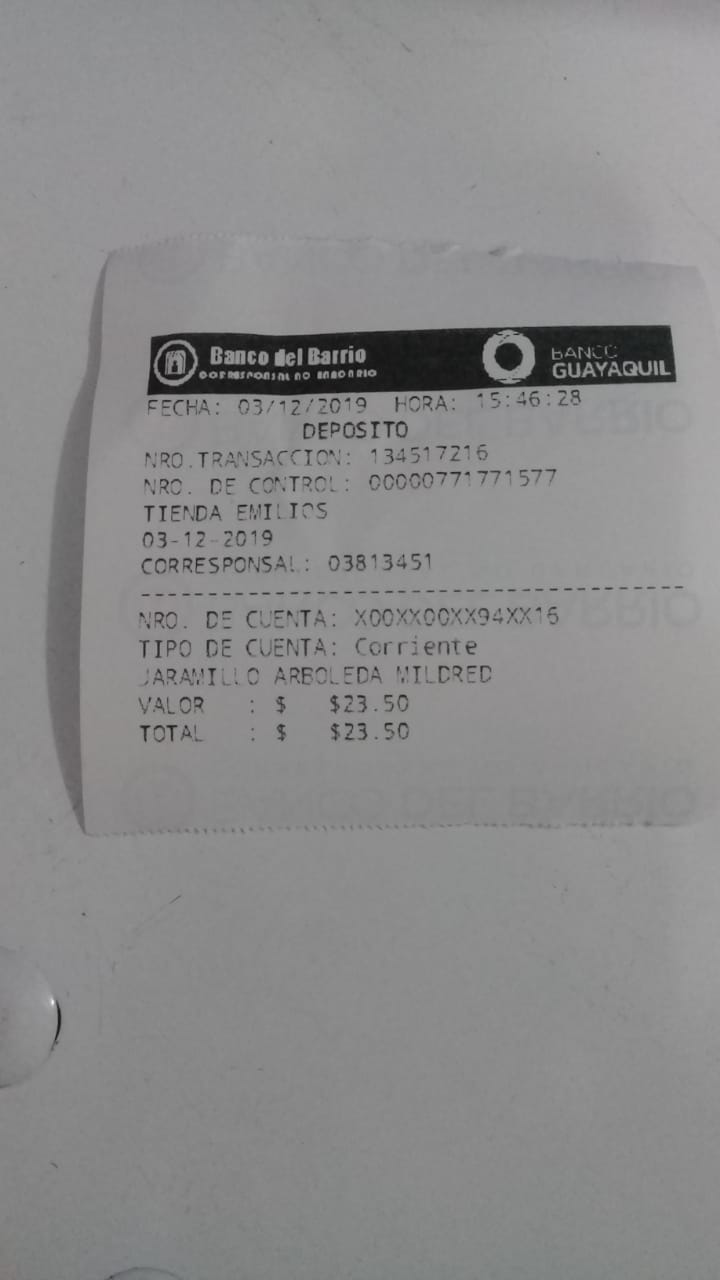 Banco del Barrio
CORRESPONSAL NO BANCARIO
BANCO
GUAYAQUIL
FECHA: 03/12/2019 HORA: 15:46:28
DEPOSITO
NRO.TRANSACCION: 134517216
NRO. DE CONTROL: 00000771771577
TIENDA EMILIOS
03-12-2019
CORRESPONSAL: 03813451
NRO. DE CUENTA: X00XX00XX94XX16
TIPO DE CUENTA: Corriente
JARAMILLO ARBOLEDA MILDRED
VALOR : $ $23.50
TOTAL : $ $23.50